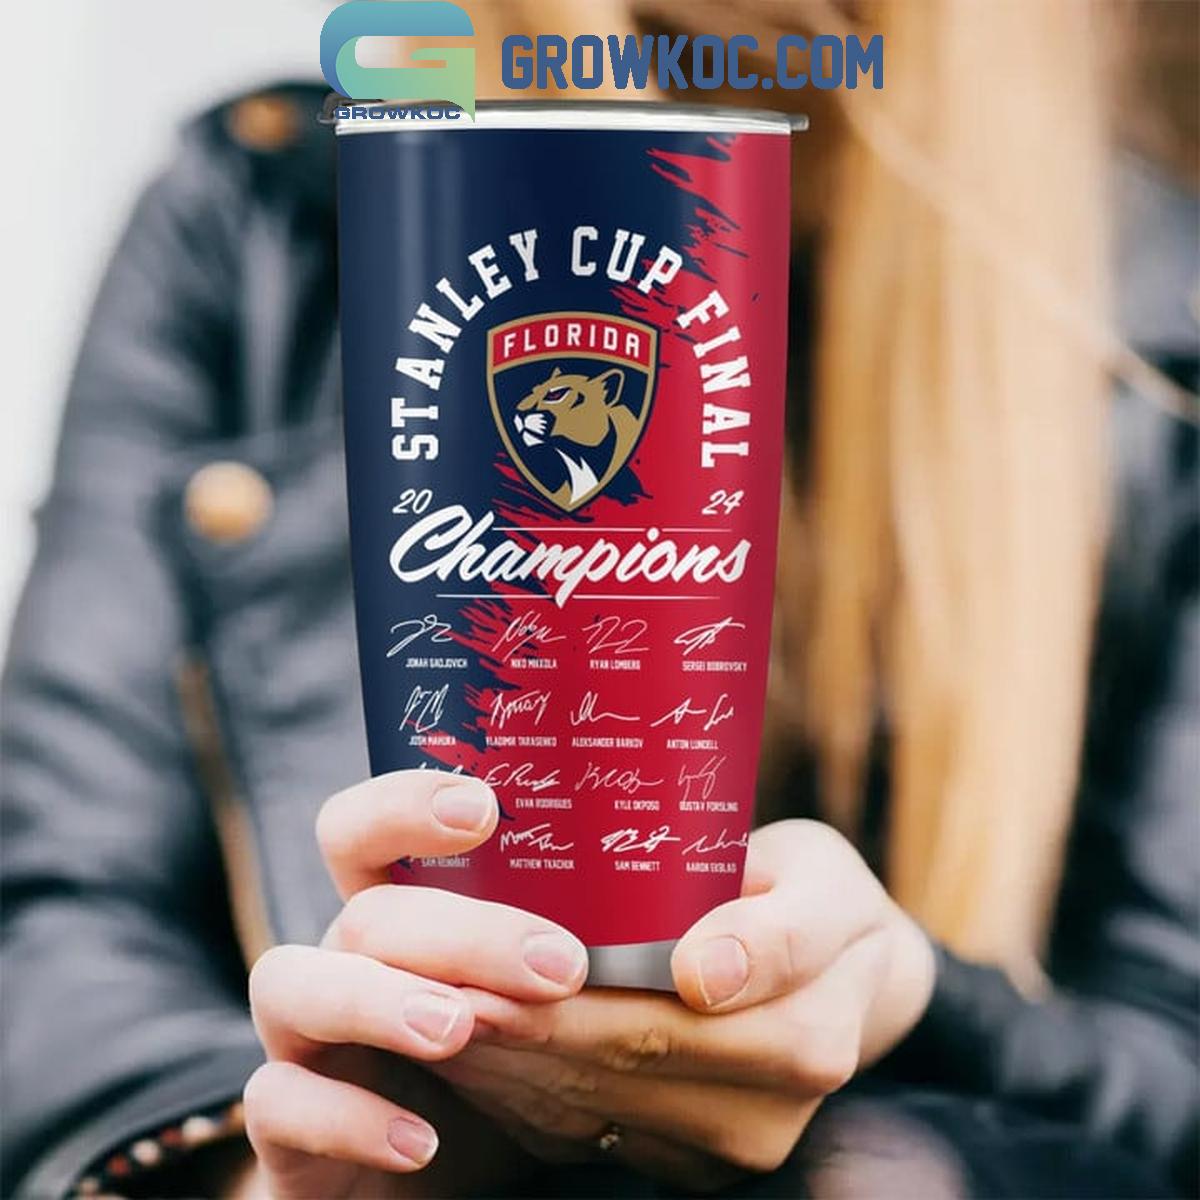 GROWKOC.COM
GROWKOC
STANLEY CUP FINAL
FLORIDA
20 24
Champions
JONAH GADJOVICH NIKO MIKKOLA RYAN LOMBERG SERGEI BOBROVSKY
JOSH MAHURA VLADIMIR TARASENKO ALEKSANDER BARKOV ANTON LUNDELL
EVAN RODRIGUES KYLE OKPOSO GUSTAV FORSLING
SAM REINHART MATTHEW TKACHUK SAM BENNETT AARON EKBLAD